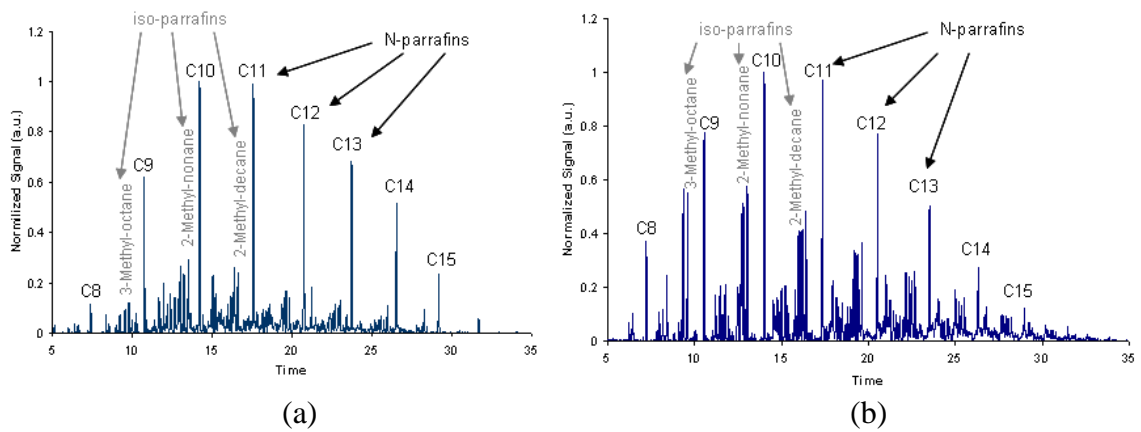 iso-parrafins
N-parrafins
1.2
1
0.8
0.6
0.4
0.2
0
Normilized Signal (a.u.)
C8
3-Methyl-octane
C9
2-Methyl-nonane
C10
2-Methyl-decane
C11
C12
C13
C14
C15
5 10 15 20 25 30 35
Time
(a)
iso-parrafins
N-parrafins
1.2
1
0.8
0.6
0.4
0.2
0
Normalized Signal (a.u.)
C8
3-Methyl-octane
C9
2-Methyl-nonane
C10
2-Methyl-decane
C11
C12
C13
C14
C15
5 10 15 20 25 30 35
Time
(b)